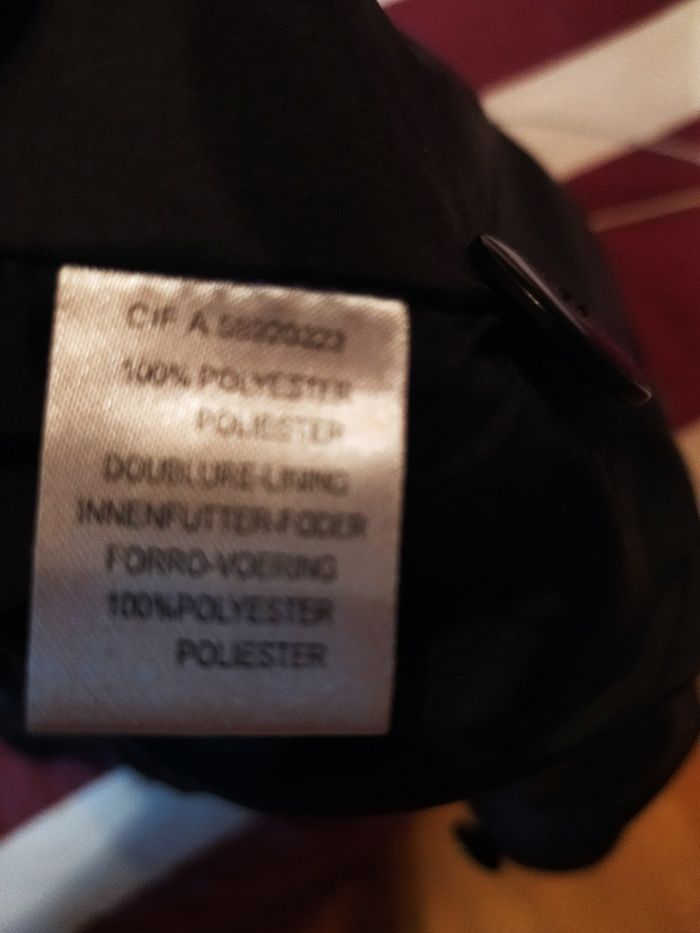 CIF A
100% POLYESTER
POLIESTER
DOUBLURE-LINING
INNENFUTTER-FODER
FORRO-VOERING
100%POLYESTER
POLIESTER